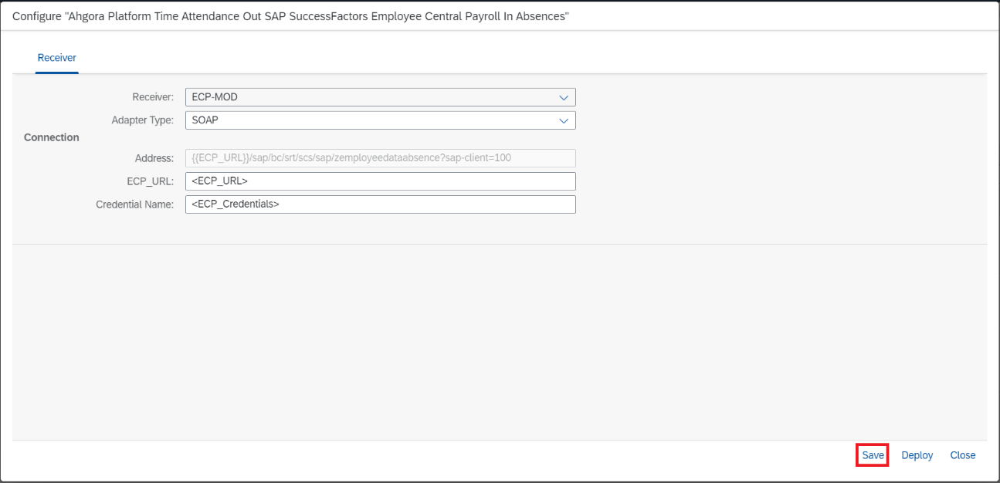 Configure "Ahgora Platform Time Attendance Out SAP SuccessFactors Employee Central Payroll In Absences"
Receiver
Receiver: ECP-MOD
Adapter Type: SOAP
Connection
Address: {{ECP_URL}}/sap/bc/srt/scs/sap/zemployeedataabsence?sap-client=100
ECP_URL: <ECP_URL>
Credential Name: <ECP_Credentials>
Save Deploy Close